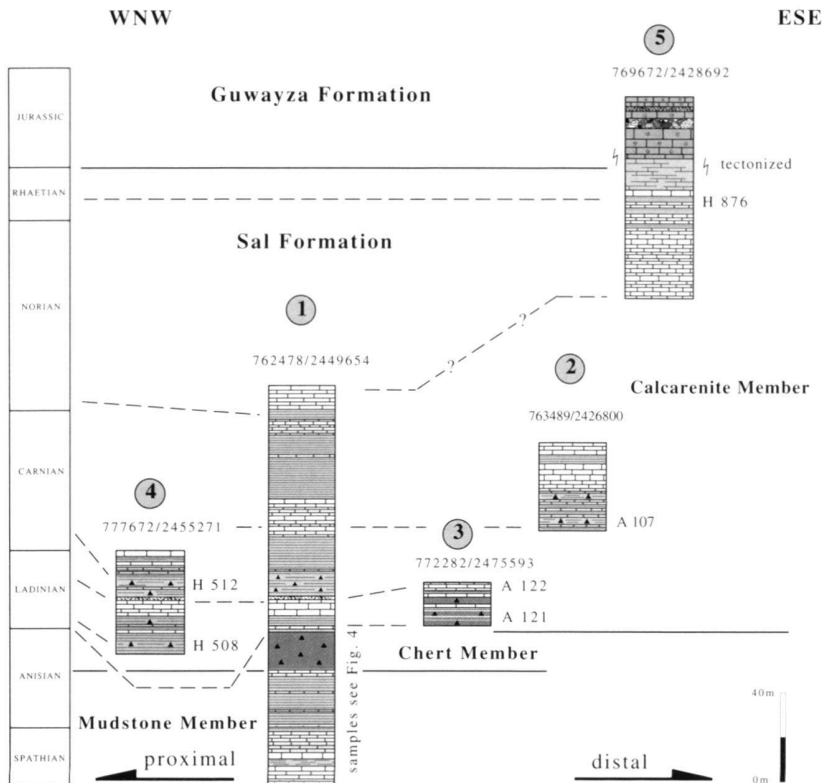 WNW
ESE
5
769672/2428692
Guwayza Formation
JURASSIC
tectonized
RHAETIAN
H 876
Sal Formation
NORIAN
1
?
?
762478/2449654
2
Calcarenite Member
763489/2426800
CARNIAN
4
777672/2455271
A 107
3
772282/2475593
LADINIAN
H 512
A 122
A 121
H 508
samples see Fig. 4
Chert Member
ANISIAN
40m
Mudstone Member
SPATHIAN
proximal
distal
0m